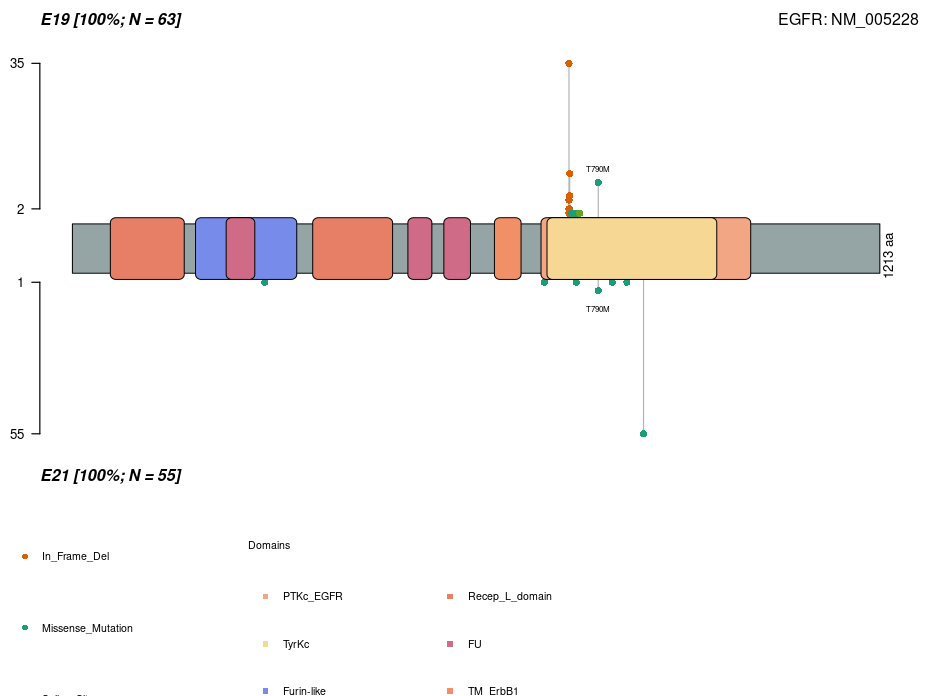 E19 [100%; N = 63]
EGFR: NM_005228
35
T790M
2
1213 aa
1
T790M
55
E21 [100%; N = 55]
Domains
In_Frame_Del
PTKc_EGFR
Recep_L_domain
Missense_Mutation
TyrKc
FU
Furin-like
TM_ErbB1